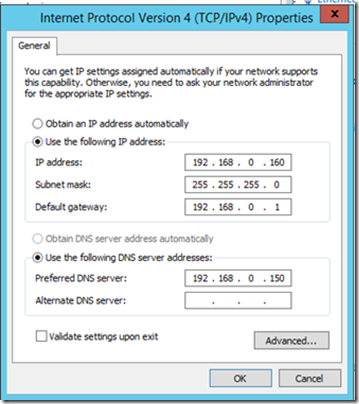 Internet Protocol Version 4 (TCP/IPv4) Properties
General
You can get IP settings assigned automatically if your network supports
this capability. Otherwise, you need to ask your network administrator
for the appropriate IP settings.
Obtain an IP address automatically
Use the following IP address:
IP address: 192 . 168 . 0 . 160
Subnet mask: 255 . 255 . 255 . 0
Default gateway: 192 . 168 . 0 . 1
Obtain DNS server address automatically
Use the following DNS server addresses:
Preferred DNS server: 192 . 168 . 0 . 150
Alternate DNS server: . . .
Validate settings upon exit
Advanced...
OK Cancel